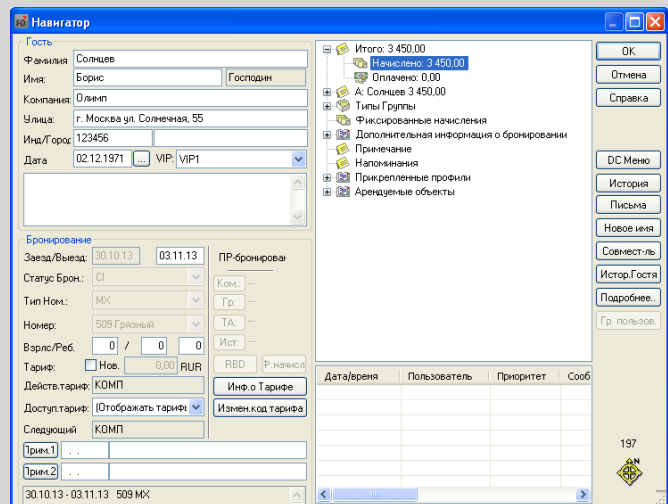 FO Навигатор
Гость
Фамилия Солнцев
Имя: Борис Господин
Компания: Олимп
Улица: г. Москва ул. Солнечная, 55
Инд/Город 123456
Дата 02.12.1971 ... VIP: VIP1
Бронирование
Заезд/Выезд: 30.10.13 03.11.13 ПР-бронирован
Статус Брон.: CI Ком.: ---
Тип Ном.: MX Гр.: ---
Номер: 509 Грязный ТА: ---
Взрлс/Реб. 0 / 0 0 Ист: ---
Тариф: Нов. 0,00 RUR RBD Р.начисл
Действ.тариф: КОМП Инф.о Тарифе
Доступ.тариф: (Отображать тарифы Измен.код тарифа
Следующий КОМП
Прим.1 . .
Прим.2 . .
30.10.13 - 03.11.13 509 MX
Итого: 3 450,00
Начислено: 3 450,00
Оплачено: 0,00
А: Солнцев 3 450,00
Типы Группы
Фиксированные начисления
Дополнительная информация о бронировании
Примечание
Напоминания
Прикрепленные профили
Арендуемые объекты
Дата/время Пользователь Приоритет Сооб
OK
Отмена
Справка
DC Меню
История
Письма
Новое имя
Совмест-ль
Истор.Гостя
Подробнее..
Гр. пользов.
197
N